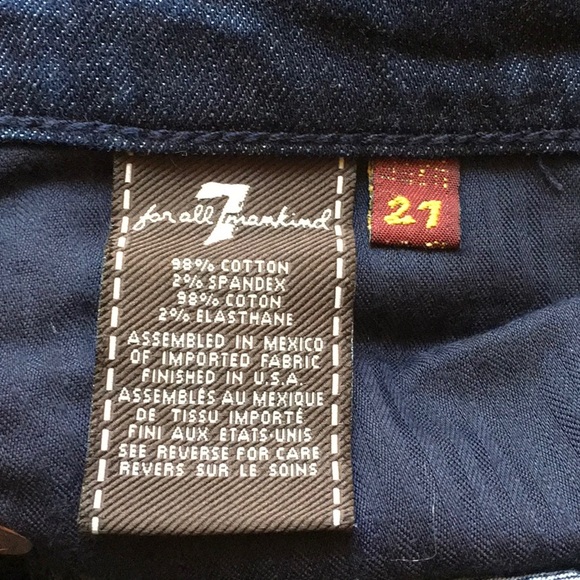 7
for all mankind
98% COTTON
2% SPANDEX
98% COTON
2% ELASTHANE
ASSEMBLED IN MEXICO
OF IMPORTED FABRIC
FINISHED IN U.S.A.
ASSEMBLÉS AU MEXIQUE
DE TISSU IMPORTÉ
FINI AUX ETATS-UNIS
SEE REVERSE FOR CARE
REVERS SUR LE SOINS
27